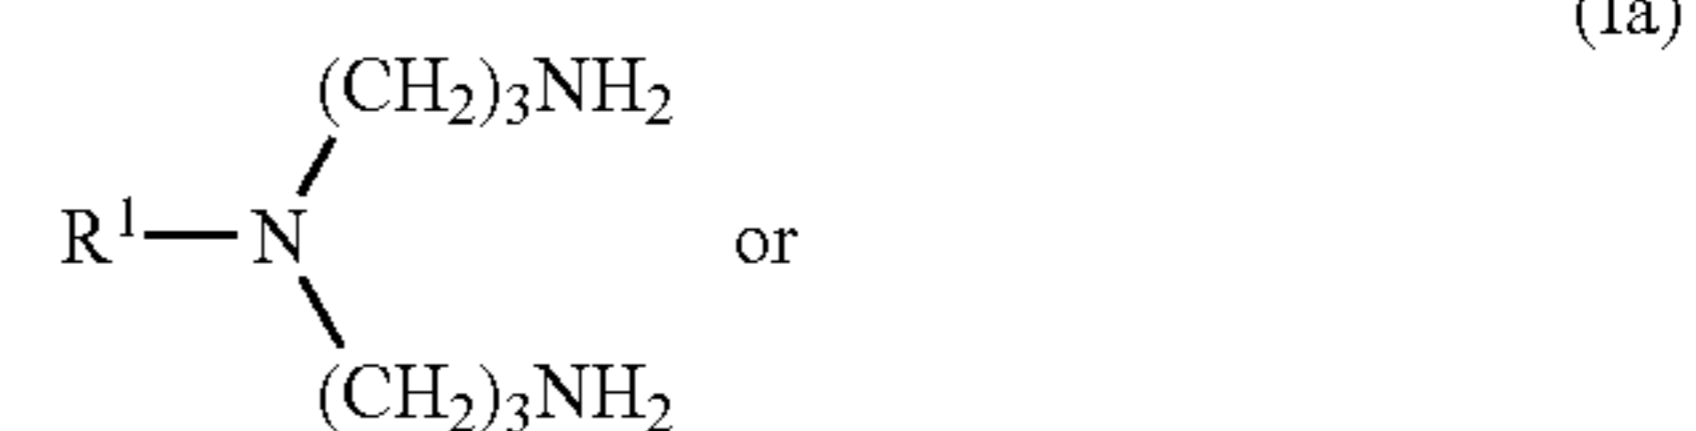 (Ia)
(CH₂)₃NH₂
R¹—N or
(CH₂)₃NH₂